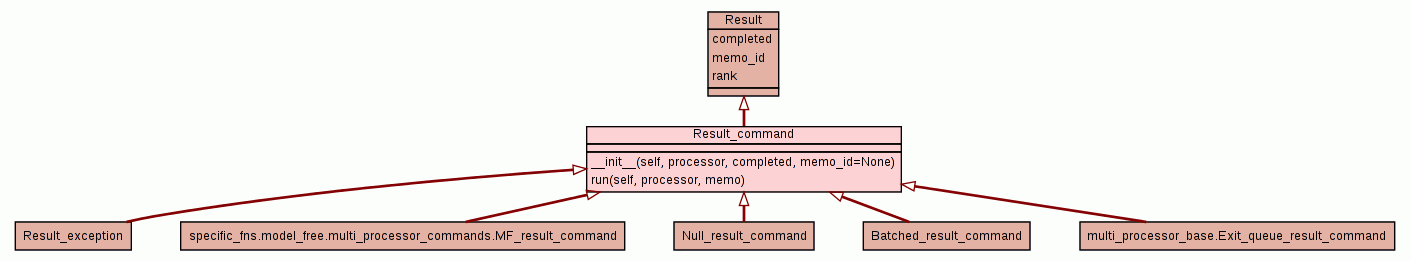 Result
completed
memo_id
rank
Result_command
__init__(self, processor, completed, memo_id=None)
run(self, processor, memo)
Result_exception
specific_fns.model_free.multi_processor_commands.MF_result_command
Null_result_command
Batched_result_command
multi_processor_base.Exit_queue_result_command